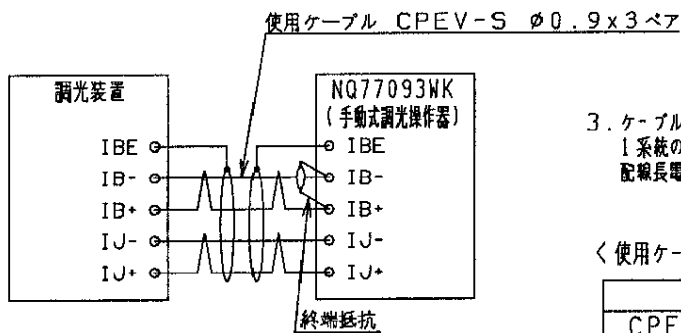 使用ケーブル CPEV-S φ0.9x3ペア
調光装置
IBE
IB-
IB+
IJ-
IJ+
NQ77093WK
(手動式調光操作器)
IBE
IB-
IB+
IJ-
IJ+
終端抵抗
3.ケーブル
1系統の
配線長電
<使用ケー
CPE